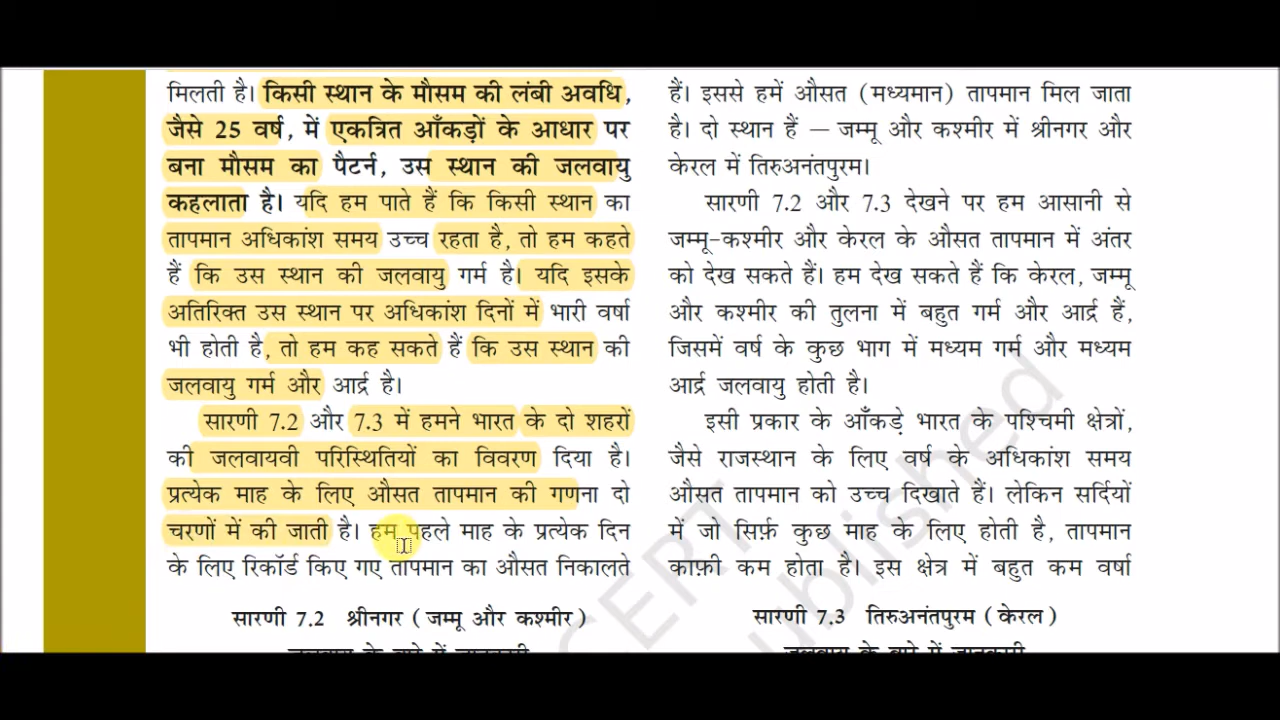 मिलती है। किसी स्थान के मौसम की लंबी अवधि,
जैसे 25 वर्ष, में एकत्रित आँकड़ों के आधार पर
बना मौसम का पैटर्न, उस स्थान की जलवायु
कहलाता है। यदि हम पाते हैं कि किसी स्थान का
तापमान अधिकांश समय उच्च रहता है, तो हम कहते
हैं कि उस स्थान की जलवायु गर्म है। यदि इसके
अतिरिक्त उस स्थान पर अधिकांश दिनों में भारी वर्षा
भी होती है, तो हम कह सकते हैं कि उस स्थान की
जलवायु गर्म और आर्द्र है।
सारणी 7.2 और 7.3 में हमने भारत के दो शहरों
की जलवायवी परिस्थितियों का विवरण दिया है।
प्रत्येक माह के लिए औसत तापमान की गणना दो
चरणों में की जाती है। हम पहले माह के प्रत्येक दिन
के लिए रिकॉर्ड किए गए तापमान का औसत निकालते
सारणी 7.2 श्रीनगर (जम्मू और कश्मीर)
जलवायु के बारे में जानकारी
हैं। इससे हमें औसत (मध्यमान) तापमान मिल जाता
है। दो स्थान हैं — जम्मू और कश्मीर में श्रीनगर और
केरल में तिरुअनंतपुरम।
सारणी 7.2 और 7.3 देखने पर हम आसानी से
जम्मू-कश्मीर और केरल के औसत तापमान में अंतर
को देख सकते हैं। हम देख सकते हैं कि केरल, जम्मू
और कश्मीर की तुलना में बहुत गर्म और आर्द्र हैं,
जिसमें वर्ष के कुछ भाग में मध्यम गर्म और मध्यम
आर्द्र जलवायु होती है।
इसी प्रकार के आँकड़े भारत के पश्चिमी क्षेत्रों,
जैसे राजस्थान के लिए वर्ष के अधिकांश समय
औसत तापमान को उच्च दिखाते हैं। लेकिन सर्दियों
में जो सिर्फ़ कुछ माह के लिए होती है, तापमान
काफ़ी कम होता है। इस क्षेत्र में बहुत कम वर्षा
सारणी 7.3 तिरुअनंतपुरम (केरल)
जलवायु के बारे में जानकारी